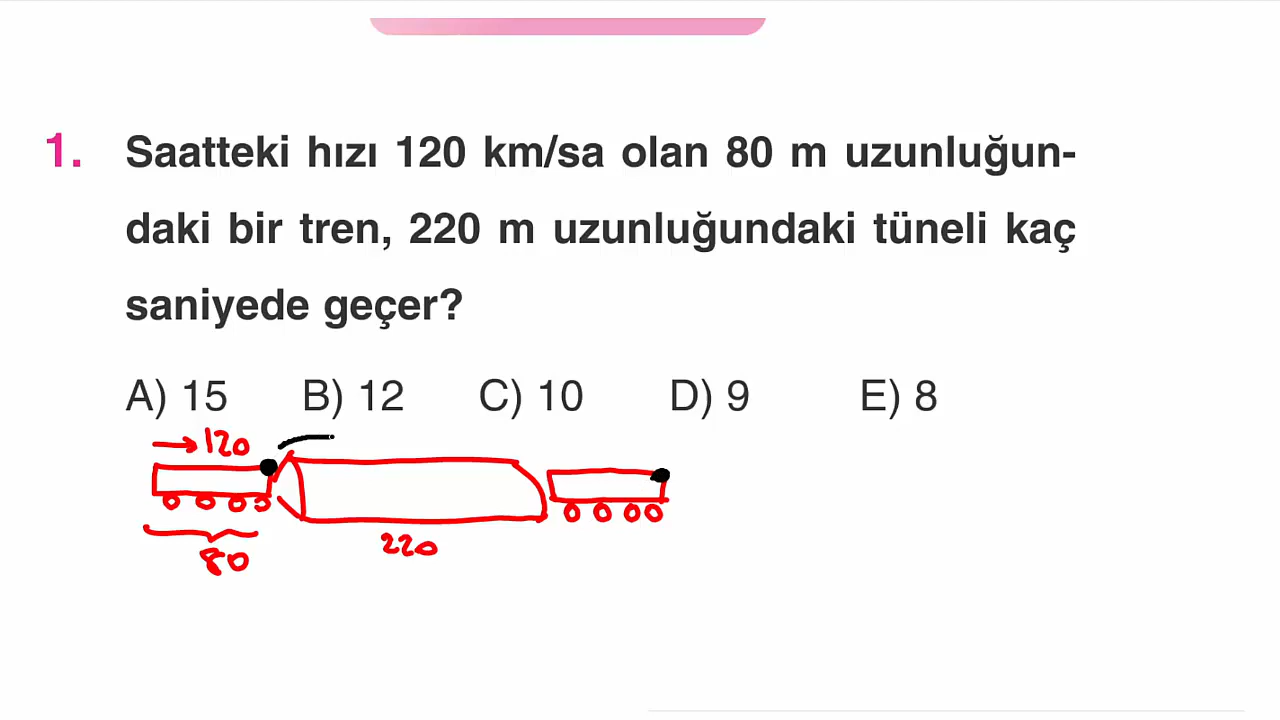 1. Saatteki hızı 120 km/sa olan 80 m uzunluğun-
daki bir tren, 220 m uzunluğundaki tüneli kaç
saniyede geçer?
A) 15 B) 12 C) 10 D) 9 E) 8
120
220
80